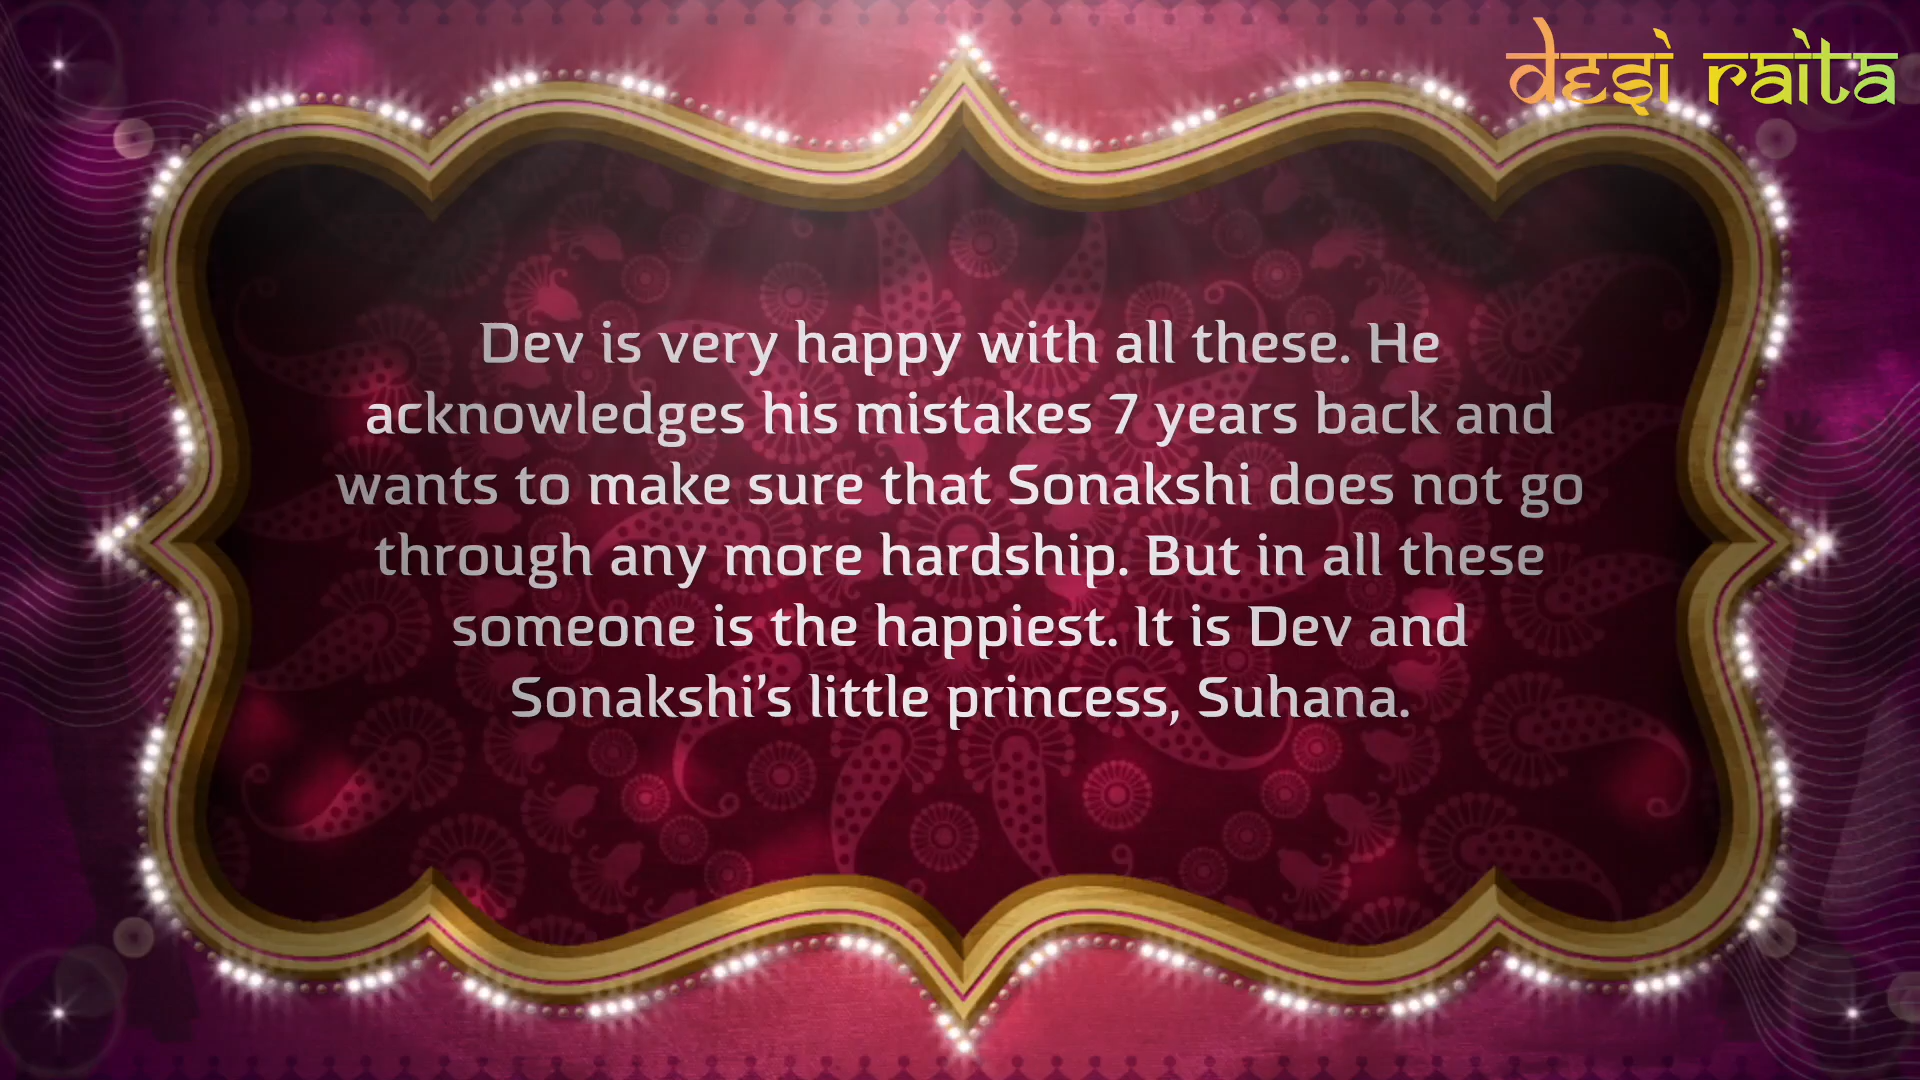 desi raita
Dev is very happy with all these. He
acknowledges his mistakes 7 years back and
wants to make sure that Sonakshi does not go
through any more hardship. But in all these
someone is the happiest. It is Dev and
Sonakshi’s little princess, Suhana.